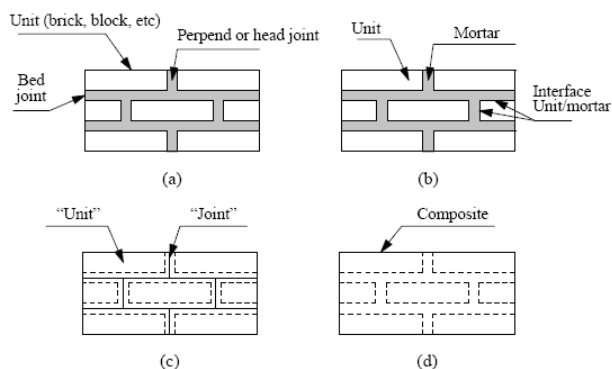 Unit (brick, block, etc)
Perpend or head joint
Bed
joint
(a)
Unit
Mortar
Interface
Unit/mortar
(b)
“Unit”
“Joint”
(c)
Composite
(d)